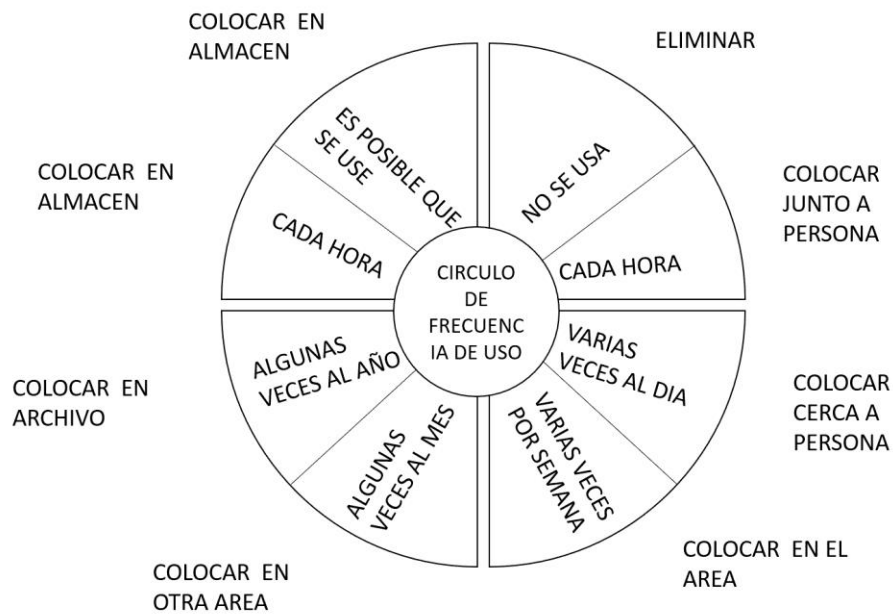 COLOCAR EN
ALMACEN
ELIMINAR
ES POSIBLE QUE
SE USE
NO SE USA
COLOCAR EN
ALMACEN
COLOCAR
JUNTO A
PERSONA
CADA HORA
CADA HORA
CIRCULO
DE
FRECUENC
IA DE USO
ALGUNAS
VECES AL AÑO
VARIAS
VECES AL DIA
COLOCAR EN
ARCHIVO
COLOCAR
CERCA A
PERSONA
ALGUNAS
VECES AL MES
VARIAS VECES
POR SEMANA
COLOCAR EN
OTRA AREA
COLOCAR EN EL
AREA